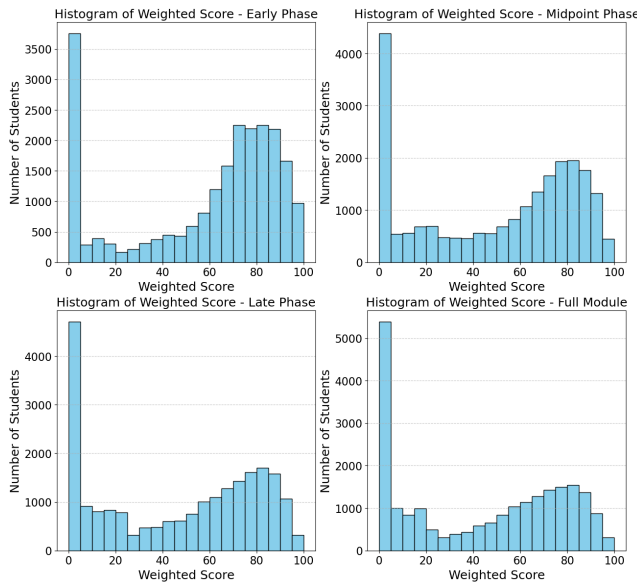 Histogram of Weighted Score - Early Phase
3500
3000
2500
2000
1500
1000
500
0
Number of Students
0 20 40 60 80 100
Weighted Score
Histogram of Weighted Score - Midpoint Phase
4000
3000
2000
1000
0
Number of Students
0 20 40 60 80 100
Weighted Score
Histogram of Weighted Score - Late Phase
4000
3000
2000
1000
0
Number of Students
0 20 40 60 80 100
Weighted Score
Histogram of Weighted Score - Full Module
5000
4000
3000
2000
1000
0
Number of Students
0 20 40 60 80 100
Weighted Score